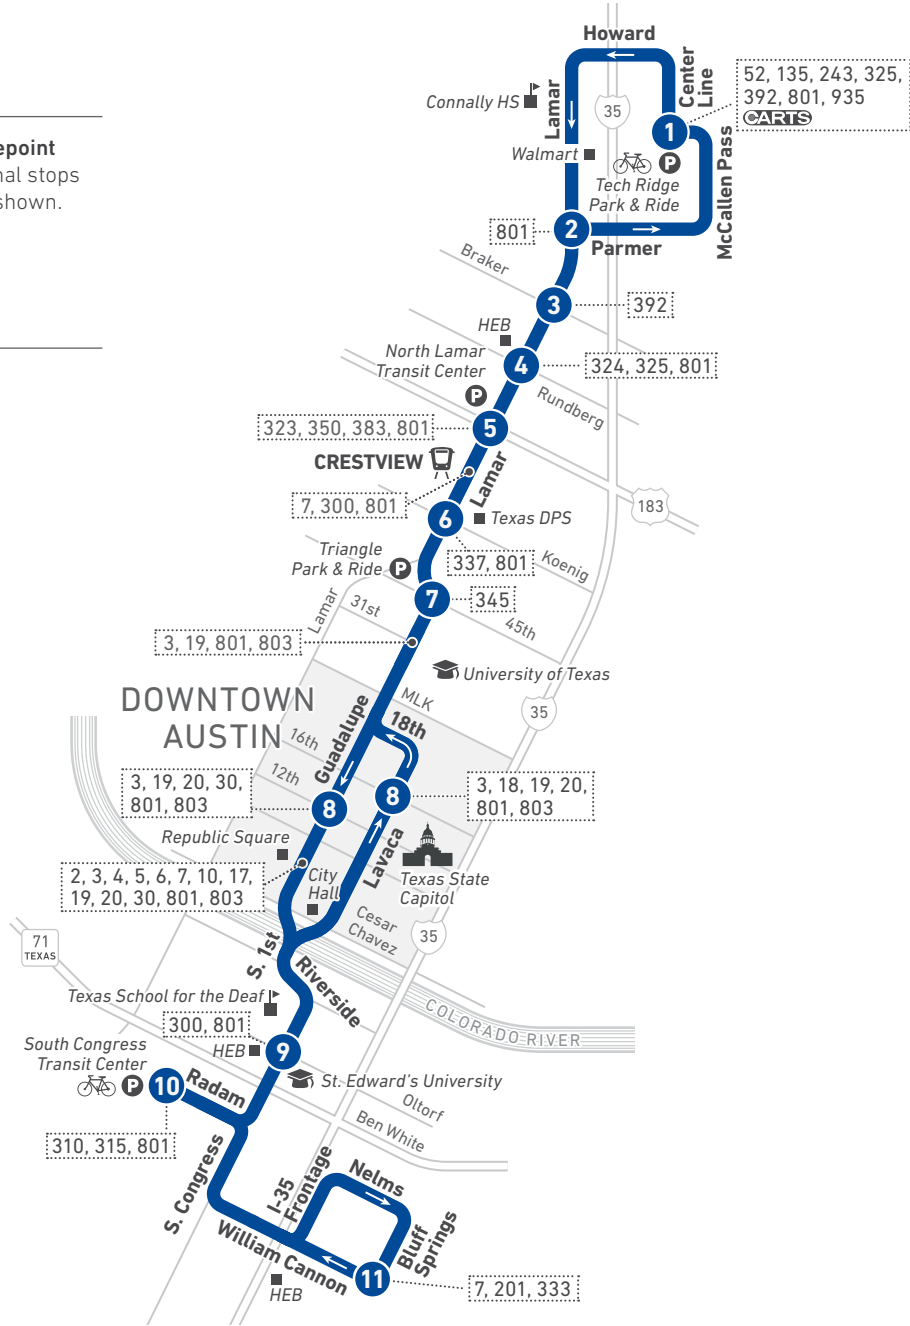 Howard
Center
Line
52, 135, 243, 325,
392, 801, 935
CARTS
Connally HS
Lamar
35
1
epoint
nal stops
shown.
Walmart
P
Tech Ridge
Park & Ride
McCallen Pass
801
2
Parmer
Braker
3
392
HEB
North Lamar
Transit Center
4
324, 325, 801
P
Rundberg
323, 350, 383, 801
5
CRESTVIEW
Lamar
7, 300, 801
183
6
Texas DPS
Triangle
Park & Ride
P
337, 801
Koenig
7
345
Lamar
31st
45th
3, 19, 801, 803
University of Texas
DOWNTOWN
AUSTIN
MLK
35
18th
Guadalupe
16th
12th
3, 19, 20, 30,
801, 803
8
8
3, 18, 19, 20,
801, 803
Republic Square
Lavaca
2, 3, 4, 5, 6, 7, 10, 17,
19, 20, 30, 801, 803
City
Hall
Texas State
Capitol
Cesar
Chavez
35
71
TEXAS
S. 1st
Riverside
Texas School for the Deaf
COLORADO RIVER
300, 801
South Congress
Transit Center
HEB
9
P
10
Radam
St. Edward's University
Oltorf
Ben White
310, 315, 801
S. Congress
I-35
Frontage
Nelms
Bluff
Springs
William Cannon
11
7, 201, 333
HEB